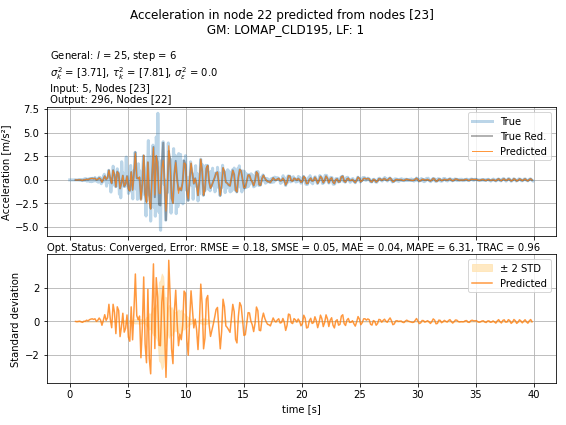 Acceleration in node 22 predicted from nodes [23]
GM: LOMAP_CLD195, LF: 1
General: l = 25, step = 6
σ²ₖ = [3.71], τ²ₖ = [7.81], σ²ε = 0.0
Input: 5, Nodes [23]
Output: 296, Nodes [22]
7.5
5.0
2.5
0.0
−2.5
−5.0
Acceleration [m/s²]
True
True Red.
Predicted
Opt. Status: Converged, Error: RMSE = 0.18, SMSE = 0.05, MAE = 0.04, MAPE = 6.31, TRAC = 0.96
2
0
−2
Standard deviation
± 2 STD
Predicted
0 5 10 15 20 25 30 35 40
time [s]